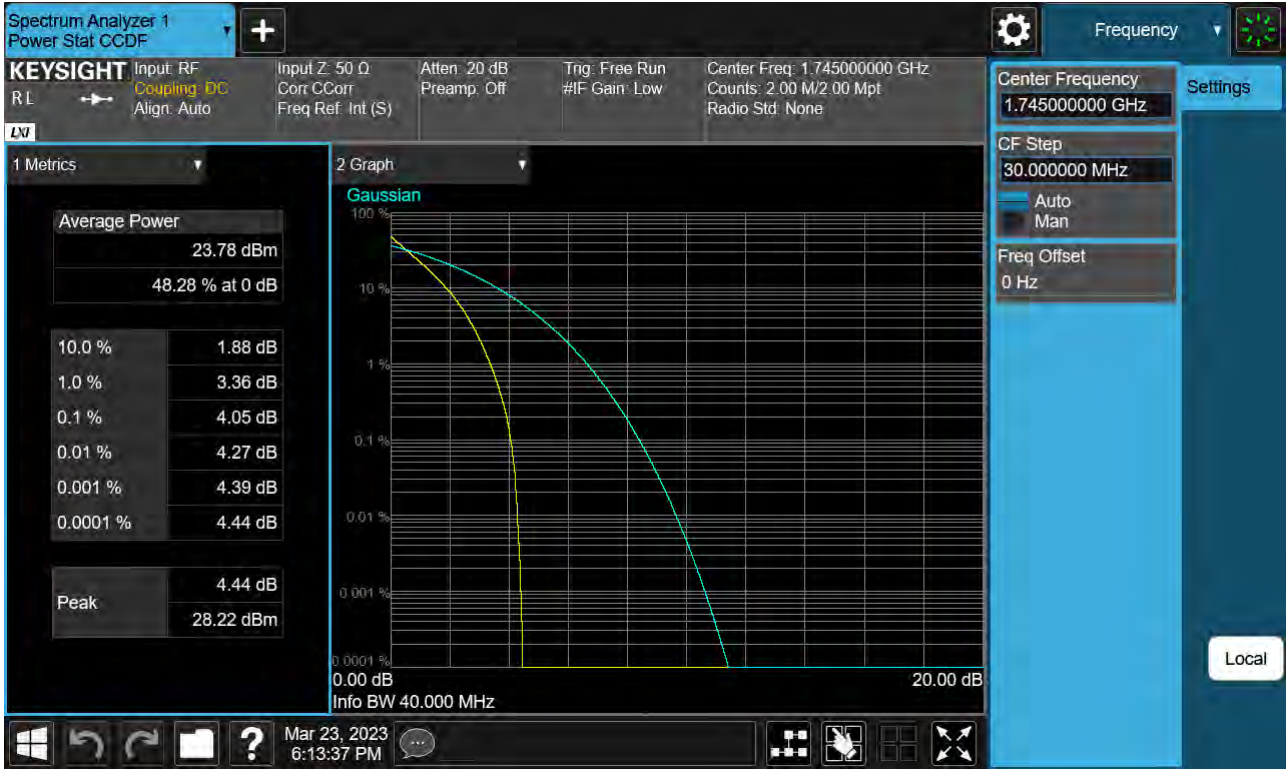 Spectrum Analyzer 1
Power Stat CCDF
+
Frequency
KEYSIGHT
R L
LXI
Input: RF
Coupling: DC
Align: Auto
Input Z: 50 Ω
Corr CCorr
Freq Ref: Int (S)
Atten: 20 dB
Preamp: Off
Trig: Free Run
#IF Gain: Low
Center Freq: 1.745000000 GHz
Counts: 2.00 M/2.00 Mpt
Radio Std: None
Center Frequency
1.745000000 GHz
Settings
CF Step
30.000000 MHz
Auto
Man
Freq Offset
0 Hz
1 Metrics
Average Power
23.78 dBm
48.28 % at 0 dB
10.0 % 1.88 dB
1.0 % 3.36 dB
0.1 % 4.05 dB
0.01 % 4.27 dB
0.001 % 4.39 dB
0.0001 % 4.44 dB
Peak
4.44 dB
28.22 dBm
2 Graph
Gaussian
100 %
10 %
1 %
0.1 %
0.01 %
0.001 %
0.0001 %
0.00 dB 20.00 dB
Info BW 40.000 MHz
Local
?
Mar 23, 2023
6:13:37 PM